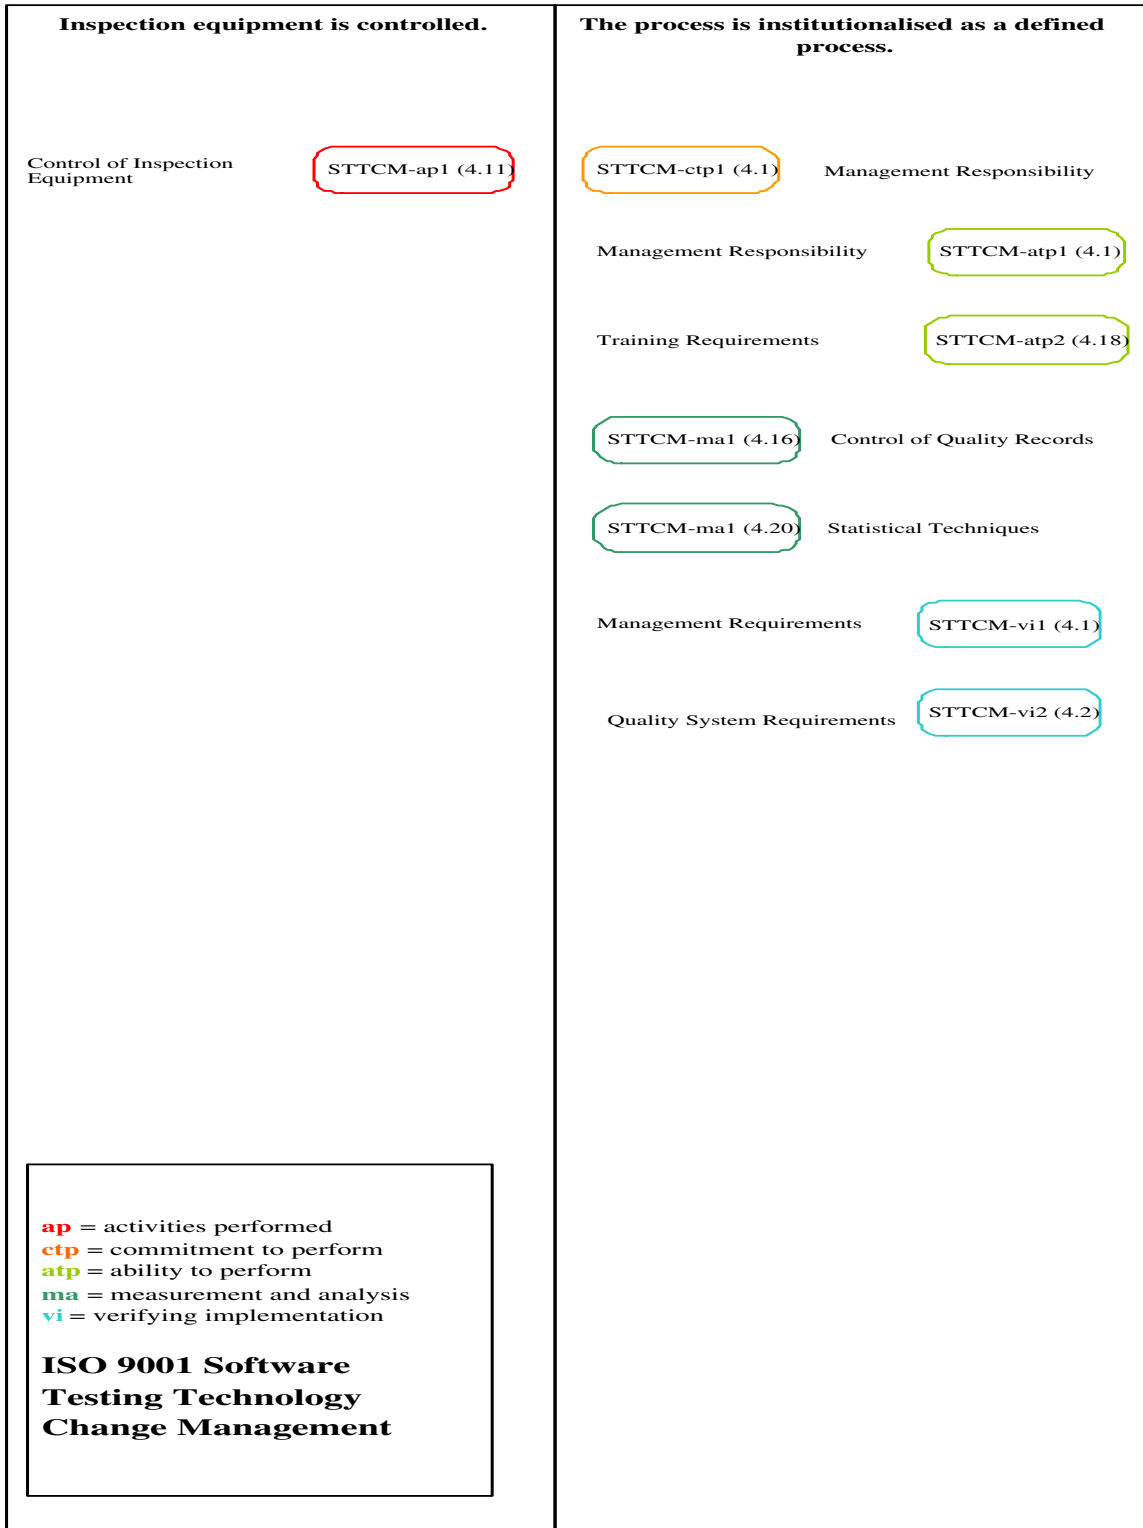 Inspection equipment is controlled.
Control of Inspection
Equipment
STTCM-ap1 (4.11)
ap = activities performed
ctp = commitment to perform
atp = ability to perform
ma = measurement and analysis
vi = verifying implementation
ISO 9001 Software
Testing Technology
Change Management
The process is institutionalised as a defined
process.
STTCM-ctp1 (4.1)
Management Responsibility
Management Responsibility
STTCM-atp1 (4.1)
Training Requirements
STTCM-atp2 (4.18)
STTCM-ma1 (4.16)
Control of Quality Records
STTCM-ma1 (4.20)
Statistical Techniques
Management Requirements
STTCM-vi1 (4.1)
Quality System Requirements
STTCM-vi2 (4.2)